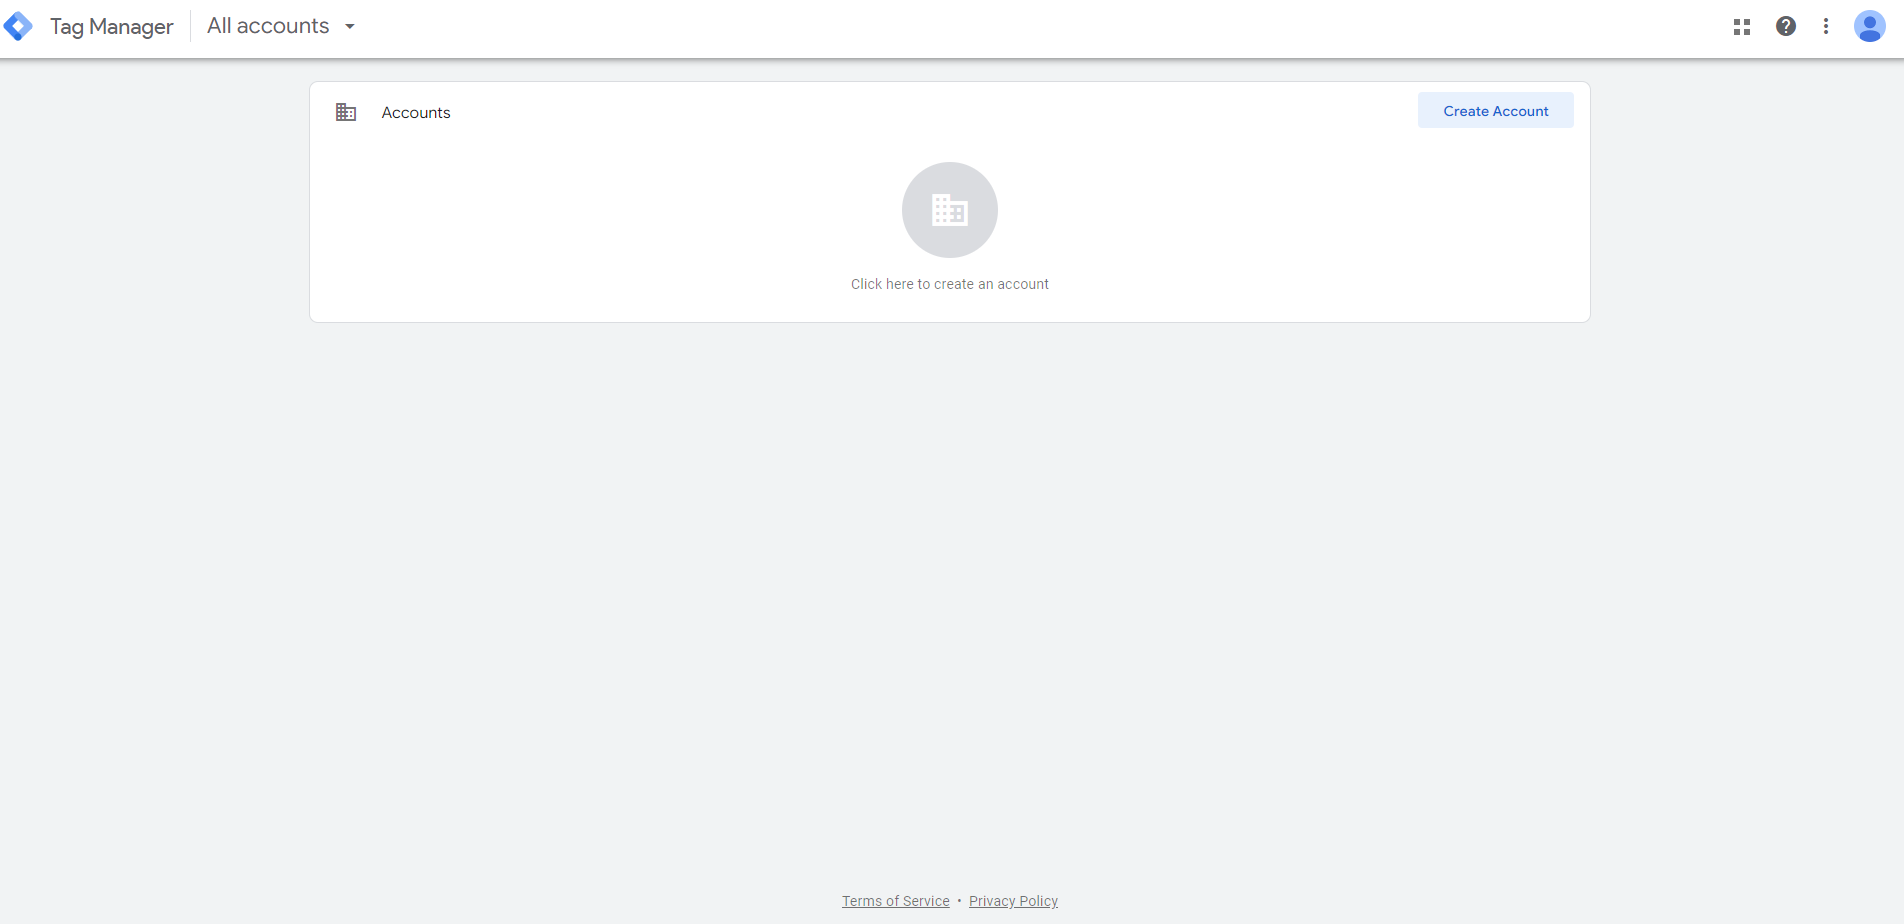 Tag Manager
All accounts
Accounts
Create Account
Click here to create an account
Terms of Service • Privacy Policy